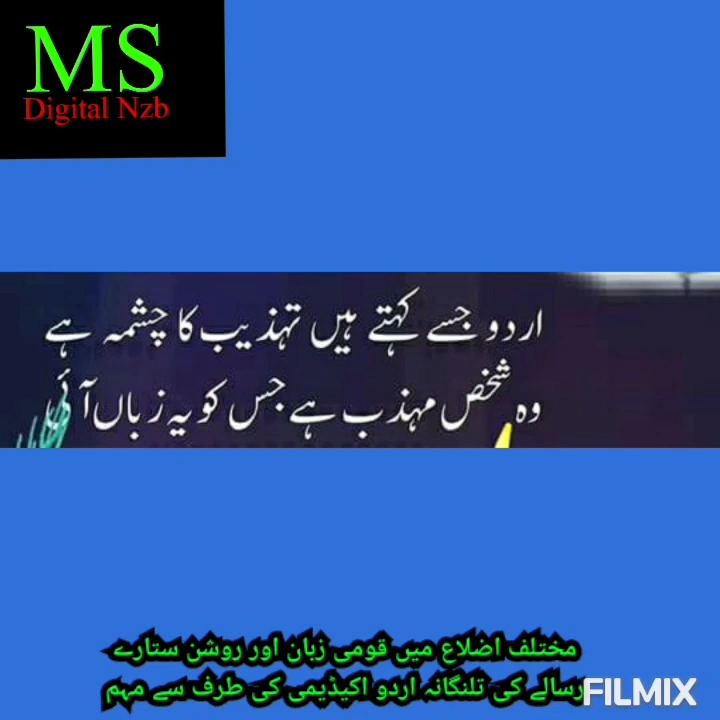 MS
Digital Nzb
اردو جسے کہتے ہیں تہذیب کا چشمہ ہے
وہ شخص مہذب ہے جس کو یہ زباں آئی
مختلف اضلاع میں قومی زبان اور روشن ستارے
رسالے کی تلنگانہ اردو اکیڈیمی کی طرف سے مہم
FILMIX